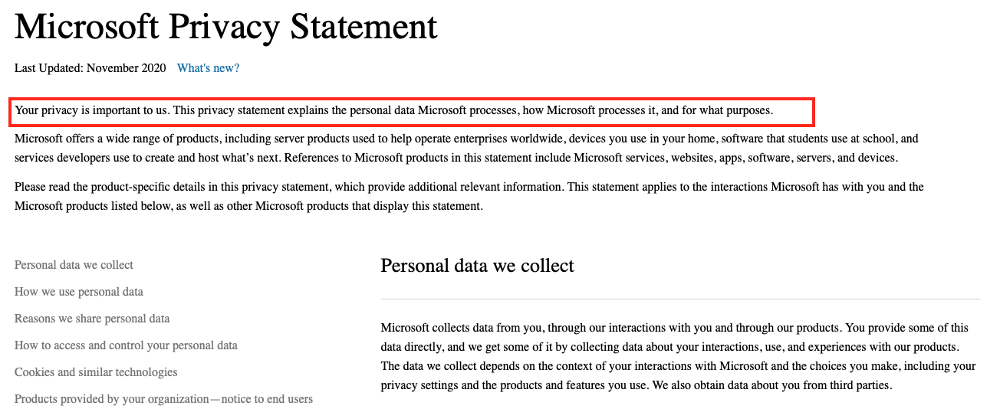 Microsoft Privacy Statement
Last Updated: November 2020 What's new?
Your privacy is important to us. This privacy statement explains the personal data Microsoft processes, how Microsoft processes it, and for what purposes.
Microsoft offers a wide range of products, including server products used to help operate enterprises worldwide, devices you use in your home, software that students use at school, and
services developers use to create and host what’s next. References to Microsoft products in this statement include Microsoft services, websites, apps, software, servers, and devices.
Please read the product-specific details in this privacy statement, which provide additional relevant information. This statement applies to the interactions Microsoft has with you and the
Microsoft products listed below, as well as other Microsoft products that display this statement.
Personal data we collect
How we use personal data
Reasons we share personal data
How to access and control your personal data
Cookies and similar technologies
Products provided by your organization—notice to end users
Personal data we collect
Microsoft collects data from you, through our interactions with you and through our products. You provide some of this
data directly, and we get some of it by collecting data about your interactions, use, and experiences with our products.
The data we collect depends on the context of your interactions with Microsoft and the choices you make, including your
privacy settings and the products and features you use. We also obtain data about you from third parties.